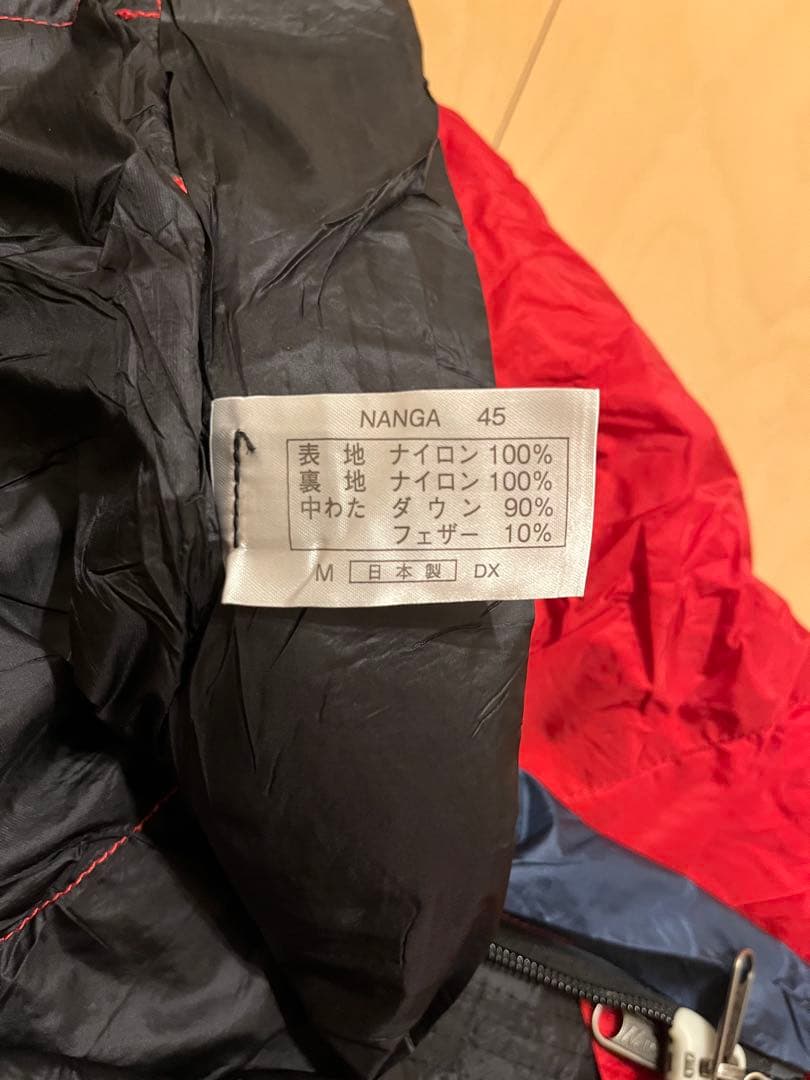 NANGA 45
表地 ナイロン 100%
裏地 ナイロン 100%
中わた ダウン 90%
フェザー 10%
M 日本製 DX